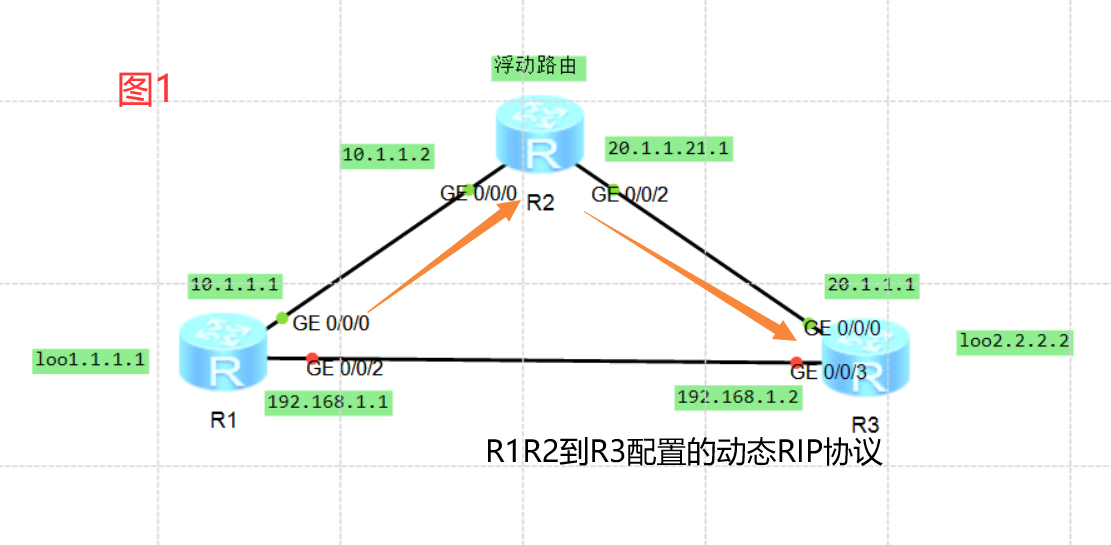 图1
浮动路由
10.1.1.2
20.1.1.21.1
GE 0/0/0
GE 0/0/2
R2
10.1.1.1
20.1.1.1
GE 0/0/0
GE 0/0/0
loo1.1.1.1
loo2.2.2.2
GE 0/0/2
GE 0/0/3
192.168.1.1
192.168.1.2
R1
R3
R1R2到R3配置的动态RIP协议
R
R
R